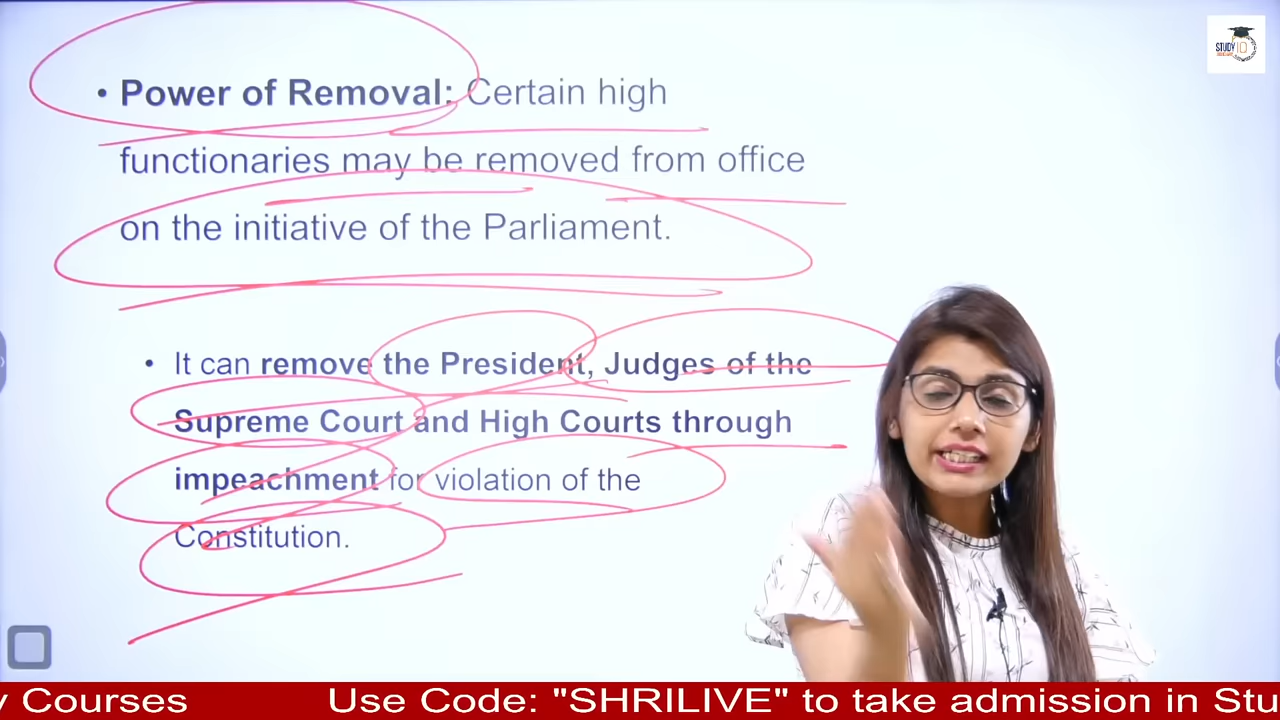 STUDY IQ
• Power of Removal: Certain high
functionaries may be removed from office
on the initiative of the Parliament.
• It can remove the President, Judges of the
Supreme Court and High Courts through
impeachment for violation of the
Constitution.
y Courses Use Code: "SHRILIVE" to take admission in Stu